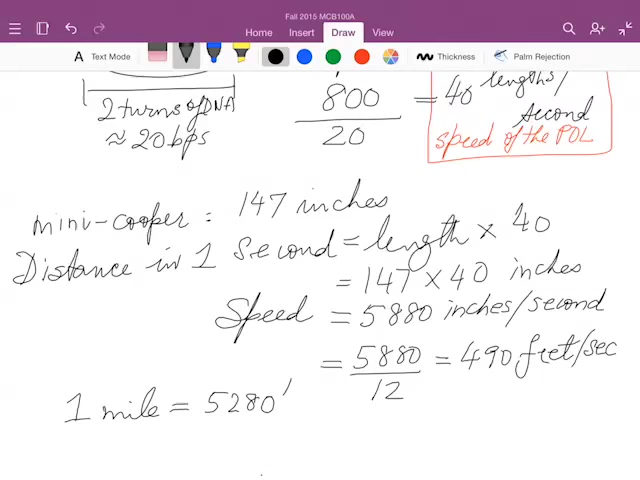 Fall 2015 MCB100A
Home Insert Draw View
A Text Mode Thickness Palm Rejection
2 turns of DNA
≈ 20 bps
800
20
= 40 lengths/
second
speed of the POL
mini-cooper = 147 inches
Distance in 1 second = length × 40
= 147 × 40 inches
Speed = 5880 inches/second
= 5880 = 490 feet/sec
12
1 mile = 5280'